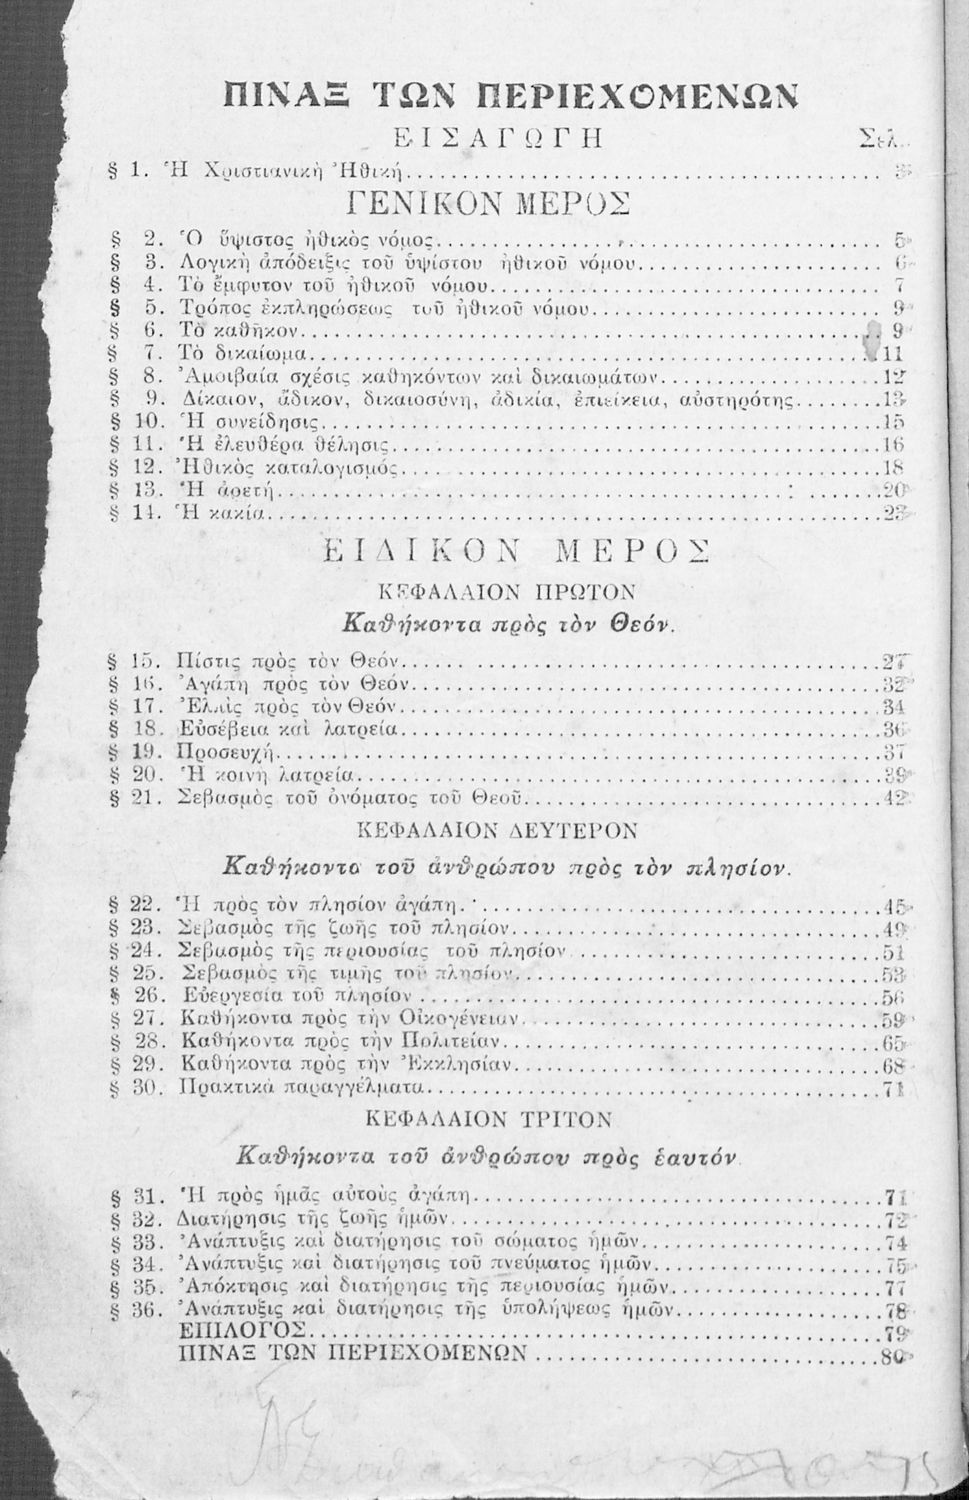 ΠΙΝΑΞ ΤΩΝ ΠΕΡΙΕΧΟΜΕΝΩΝ
ΕΙΣΑΓΩΓΗ Σελ.
§ 1. Ἡ Χριστιανικὴ Ἠθική........ 3
ΓΕΝΙΚΟΝ ΜΕΡΟΣ
§ 2. Ὁ ὕψιστος ἠθικὸς νόμος........ 5
§ 3. Λογικὴ ἀπόδειξις τοῦ ὑψίστου ἠθικοῦ νόμου........ 6
§ 4. Τὸ ἔμφυτον τοῦ ἠθικοῦ νόμου........ 7
§ 5. Τρόπος ἐκπληρώσεως τοῦ ἠθικοῦ νόμου........ 9
§ 6. Τὸ καθῆκον........ 9
§ 7. Τὸ δικαίωμα........ 11
§ 8. Ἀμοιβαία σχέσις καθηκόντων καὶ δικαιωμάτων........ 12
§ 9. Δίκαιον, ἄδικον, δικαιοσύνη, ἀδικία, ἐπιείκεια, αὐστηρότης........ 13
§ 10. Ἡ συνείδησις........ 15
§ 11. Ἡ ἐλευθέρα θέλησις........ 16
§ 12. Ἠθικὸς καταλογισμός........ 18
§ 13. Ἡ ἀρετή........ 20
§ 14. Ἡ κακία........ 23
ΕΙΔΙΚΟΝ ΜΕΡΟΣ
ΚΕΦΑΛΑΙΟΝ ΠΡΩΤΟΝ
Καθήκοντα πρὸς τὸν Θεόν.
§ 15. Πίστις πρὸς τὸν Θεόν........ 27
§ 16. Ἀγάπη πρὸς τὸν Θεόν........ 32
§ 17. Ἐλπὶς πρὸς τὸν Θεόν........ 34
§ 18. Εὐσέβεια καὶ λατρεία........ 36
§ 19. Προσευχή........ 37
§ 20. Ἡ κοινὴ λατρεία........ 39
§ 21. Σεβασμὸς τοῦ ὀνόματος τοῦ Θεοῦ........ 42
ΚΕΦΑΛΑΙΟΝ ΔΕΥΤΕΡΟΝ
Καθήκοντα τοῦ ἀνθρώπου πρὸς τὸν πλησίον.
§ 22. Ἡ πρὸς τὸν πλησίον ἀγάπη........ 45
§ 23. Σεβασμὸς τῆς ζωῆς τοῦ πλησίον........ 49
§ 24. Σεβασμὸς τῆς περιουσίας τοῦ πλησίον........ 51
§ 25. Σεβασμὸς τῆς τιμῆς τοῦ πλησίον........ 53
§ 26. Εὐεργεσία τοῦ πλησίον........ 56
§ 27. Καθήκοντα πρὸς τὴν Οἰκογένειαν........ 59
§ 28. Καθήκοντα πρὸς τὴν Πολιτείαν........ 65
§ 29. Καθήκοντα πρὸς τὴν Ἐκκλησίαν........ 68
§ 30. Πρακτικὰ παραγγέλματα........ 71
ΚΕΦΑΛΑΙΟΝ ΤΡΙΤΟΝ
Καθήκοντα τοῦ ἀνθρώπου πρὸς ἑαυτόν
§ 31. Ἡ πρὸς ἡμᾶς αὐτοὺς ἀγάπη........ 71
§ 32. Διατήρησις τῆς ζωῆς ἡμῶν........ 72
§ 33. Ἀνάπτυξις καὶ διατήρησις τοῦ σώματος ἡμῶν........ 74
§ 34. Ἀνάπτυξις καὶ διατήρησις τοῦ πνεύματος ἡμῶν........ 75
§ 35. Ἀπόκτησις καὶ διατήρησις τῆς περιουσίας ἡμῶν........ 77
§ 36. Ἀνάπτυξις καὶ διατήρησις τῆς ὑπολήψεως ἡμῶν........ 78
ΕΠΙΛΟΓΟΣ........ 79
ΠΙΝΑΞ ΤΩΝ ΠΕΡΙΕΧΟΜΕΝΩΝ........ 80